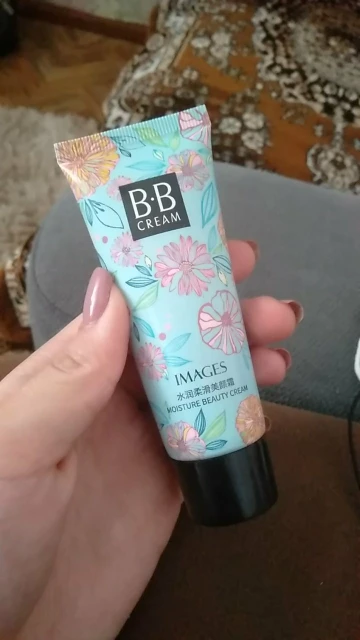 B·B
CREAM
IMAGES
水润柔滑美颜霜
MOISTURE BEAUTY CREAM